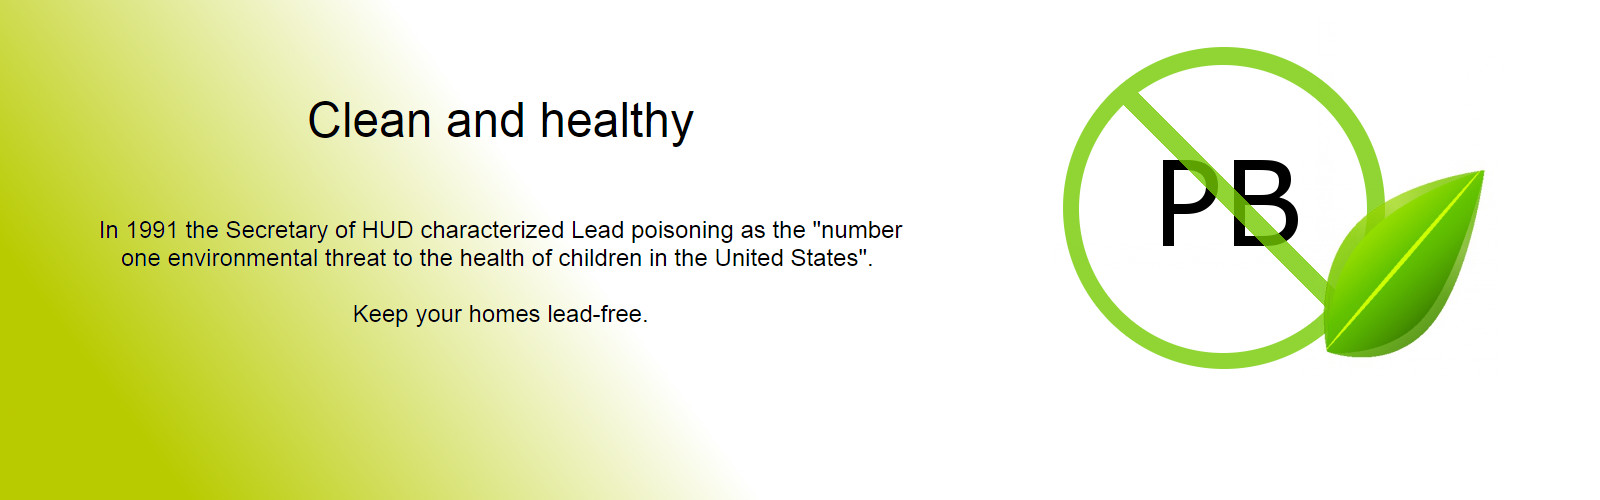 Clean and healthy
In 1991 the Secretary of HUD characterized Lead poisoning as the "number
one environmental threat to the health of children in the United States".
Keep your homes lead-free.
PB